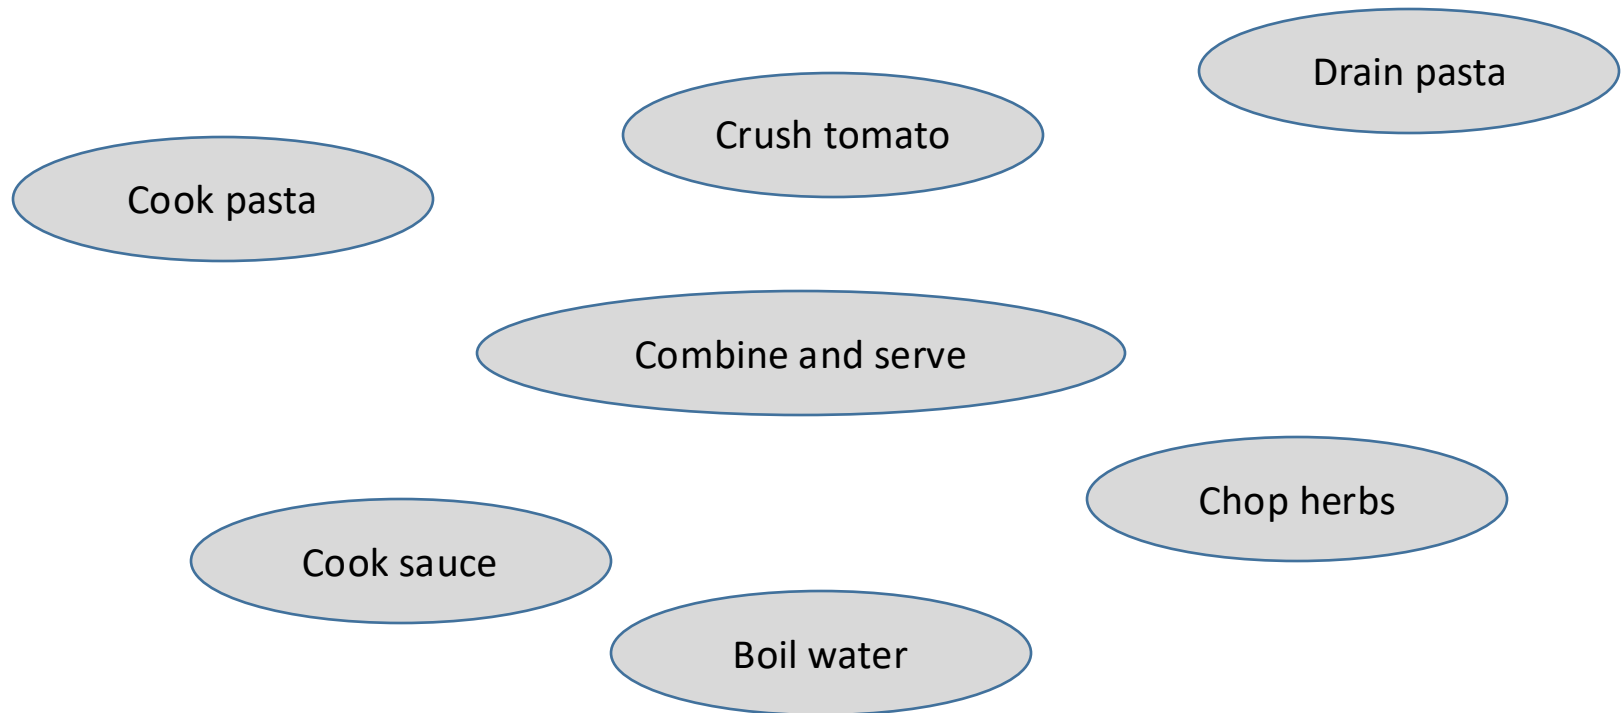 Drain pasta
Crush tomato
Cook pasta
Combine and serve
Chop herbs
Cook sauce
Boil water